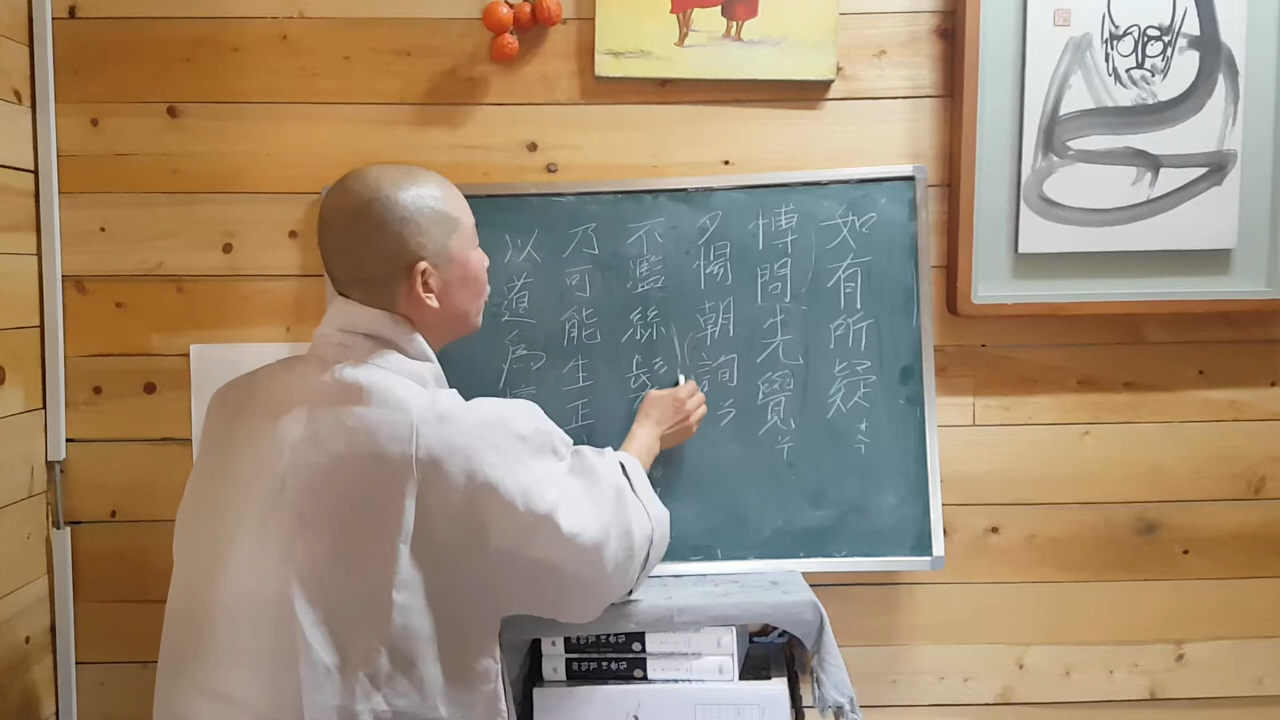 如有所疑
博問先覺
夕惕朝詢
不濫絲髮
乃可能生正
以道為